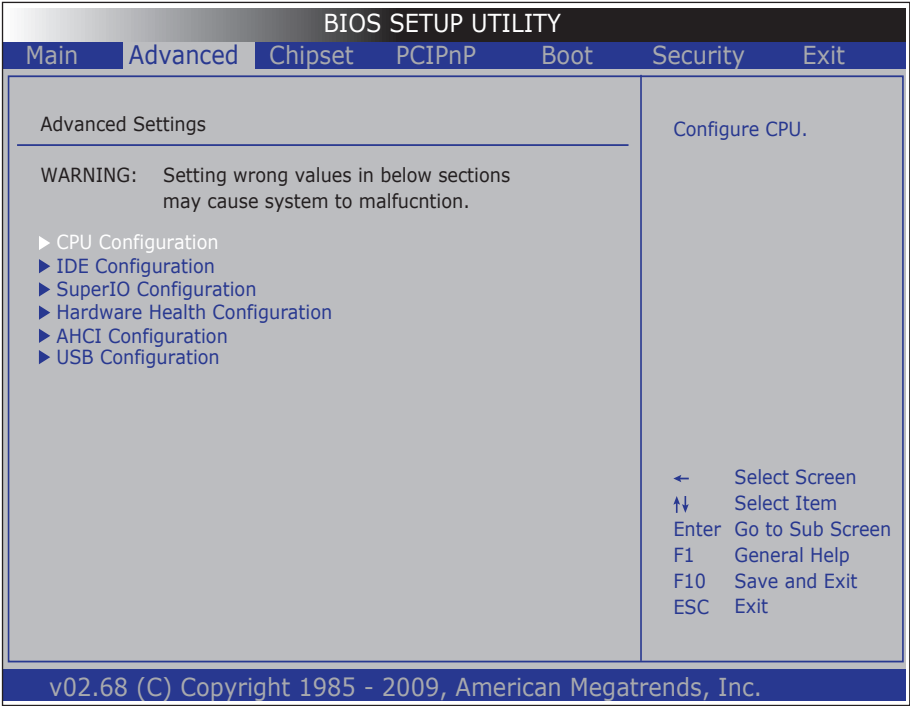 BIOS SETUP UTILITY
Main Advanced Chipset PCIPnP Boot Security Exit
Advanced Settings
WARNING: Setting wrong values in below sections
may cause system to malfucntion.
CPU Configuration
IDE Configuration
SuperIO Configuration
Hardware Health Configuration
AHCI Configuration
USB Configuration
Configure CPU.
← Select Screen
↑↓ Select Item
Enter Go to Sub Screen
F1 General Help
F10 Save and Exit
ESC Exit
v02.68 (C) Copyright 1985 - 2009, American Megatrends, Inc.